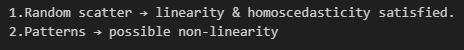 1.Random scatter → linearity & homoscedasticity satisfied.
2.Patterns → possible non-linearity